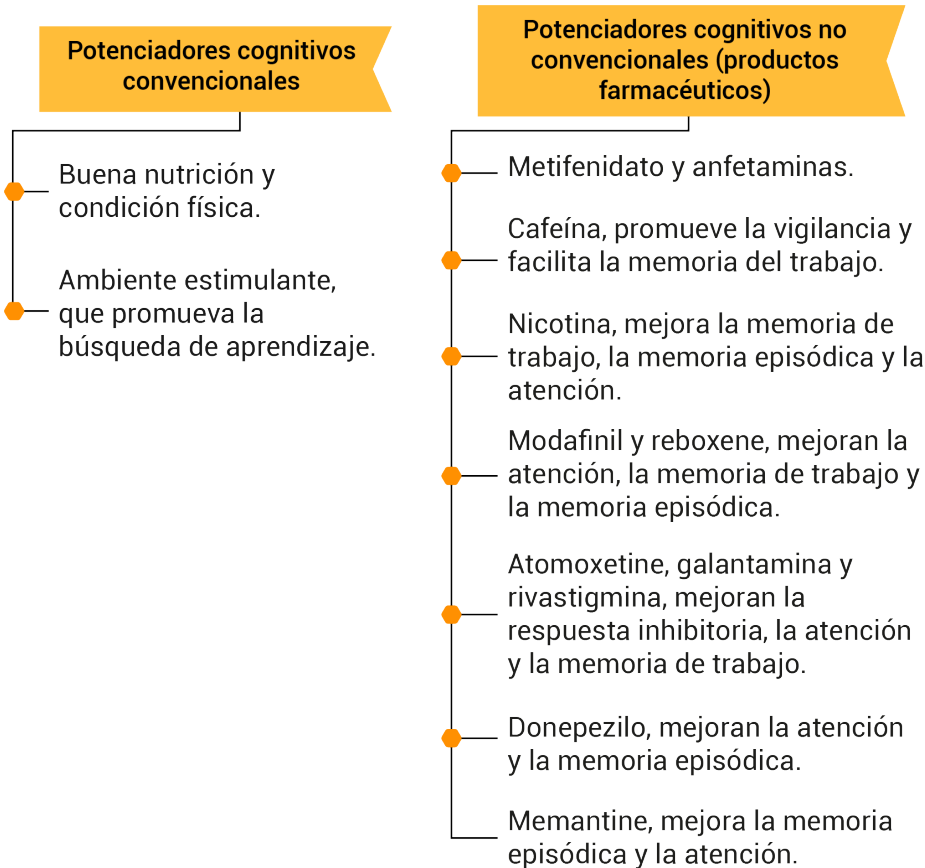 Potenciadores cognitivos
convencionales
Buena nutrición y
condición física.
Ambiente estimulante,
que promueva la
búsqueda de aprendizaje.
Potenciadores cognitivos no
convencionales (productos
farmacéuticos)
Metifenidato y anfetaminas.
Cafeína, promueve la vigilancia y
facilita la memoria del trabajo.
Nicotina, mejora la memoria de
trabajo, la memoria episódica y la
atención.
Modafinil y reboxene, mejoran la
atención, la memoria de trabajo y
la memoria episódica.
Atomoxetine, galantamina y
rivastigmina, mejoran la
respuesta inhibitoria, la atención
y la memoria de trabajo.
Donepezilo, mejoran la atención
y la memoria episódica.
Memantine, mejora la memoria
episódica y la atención.